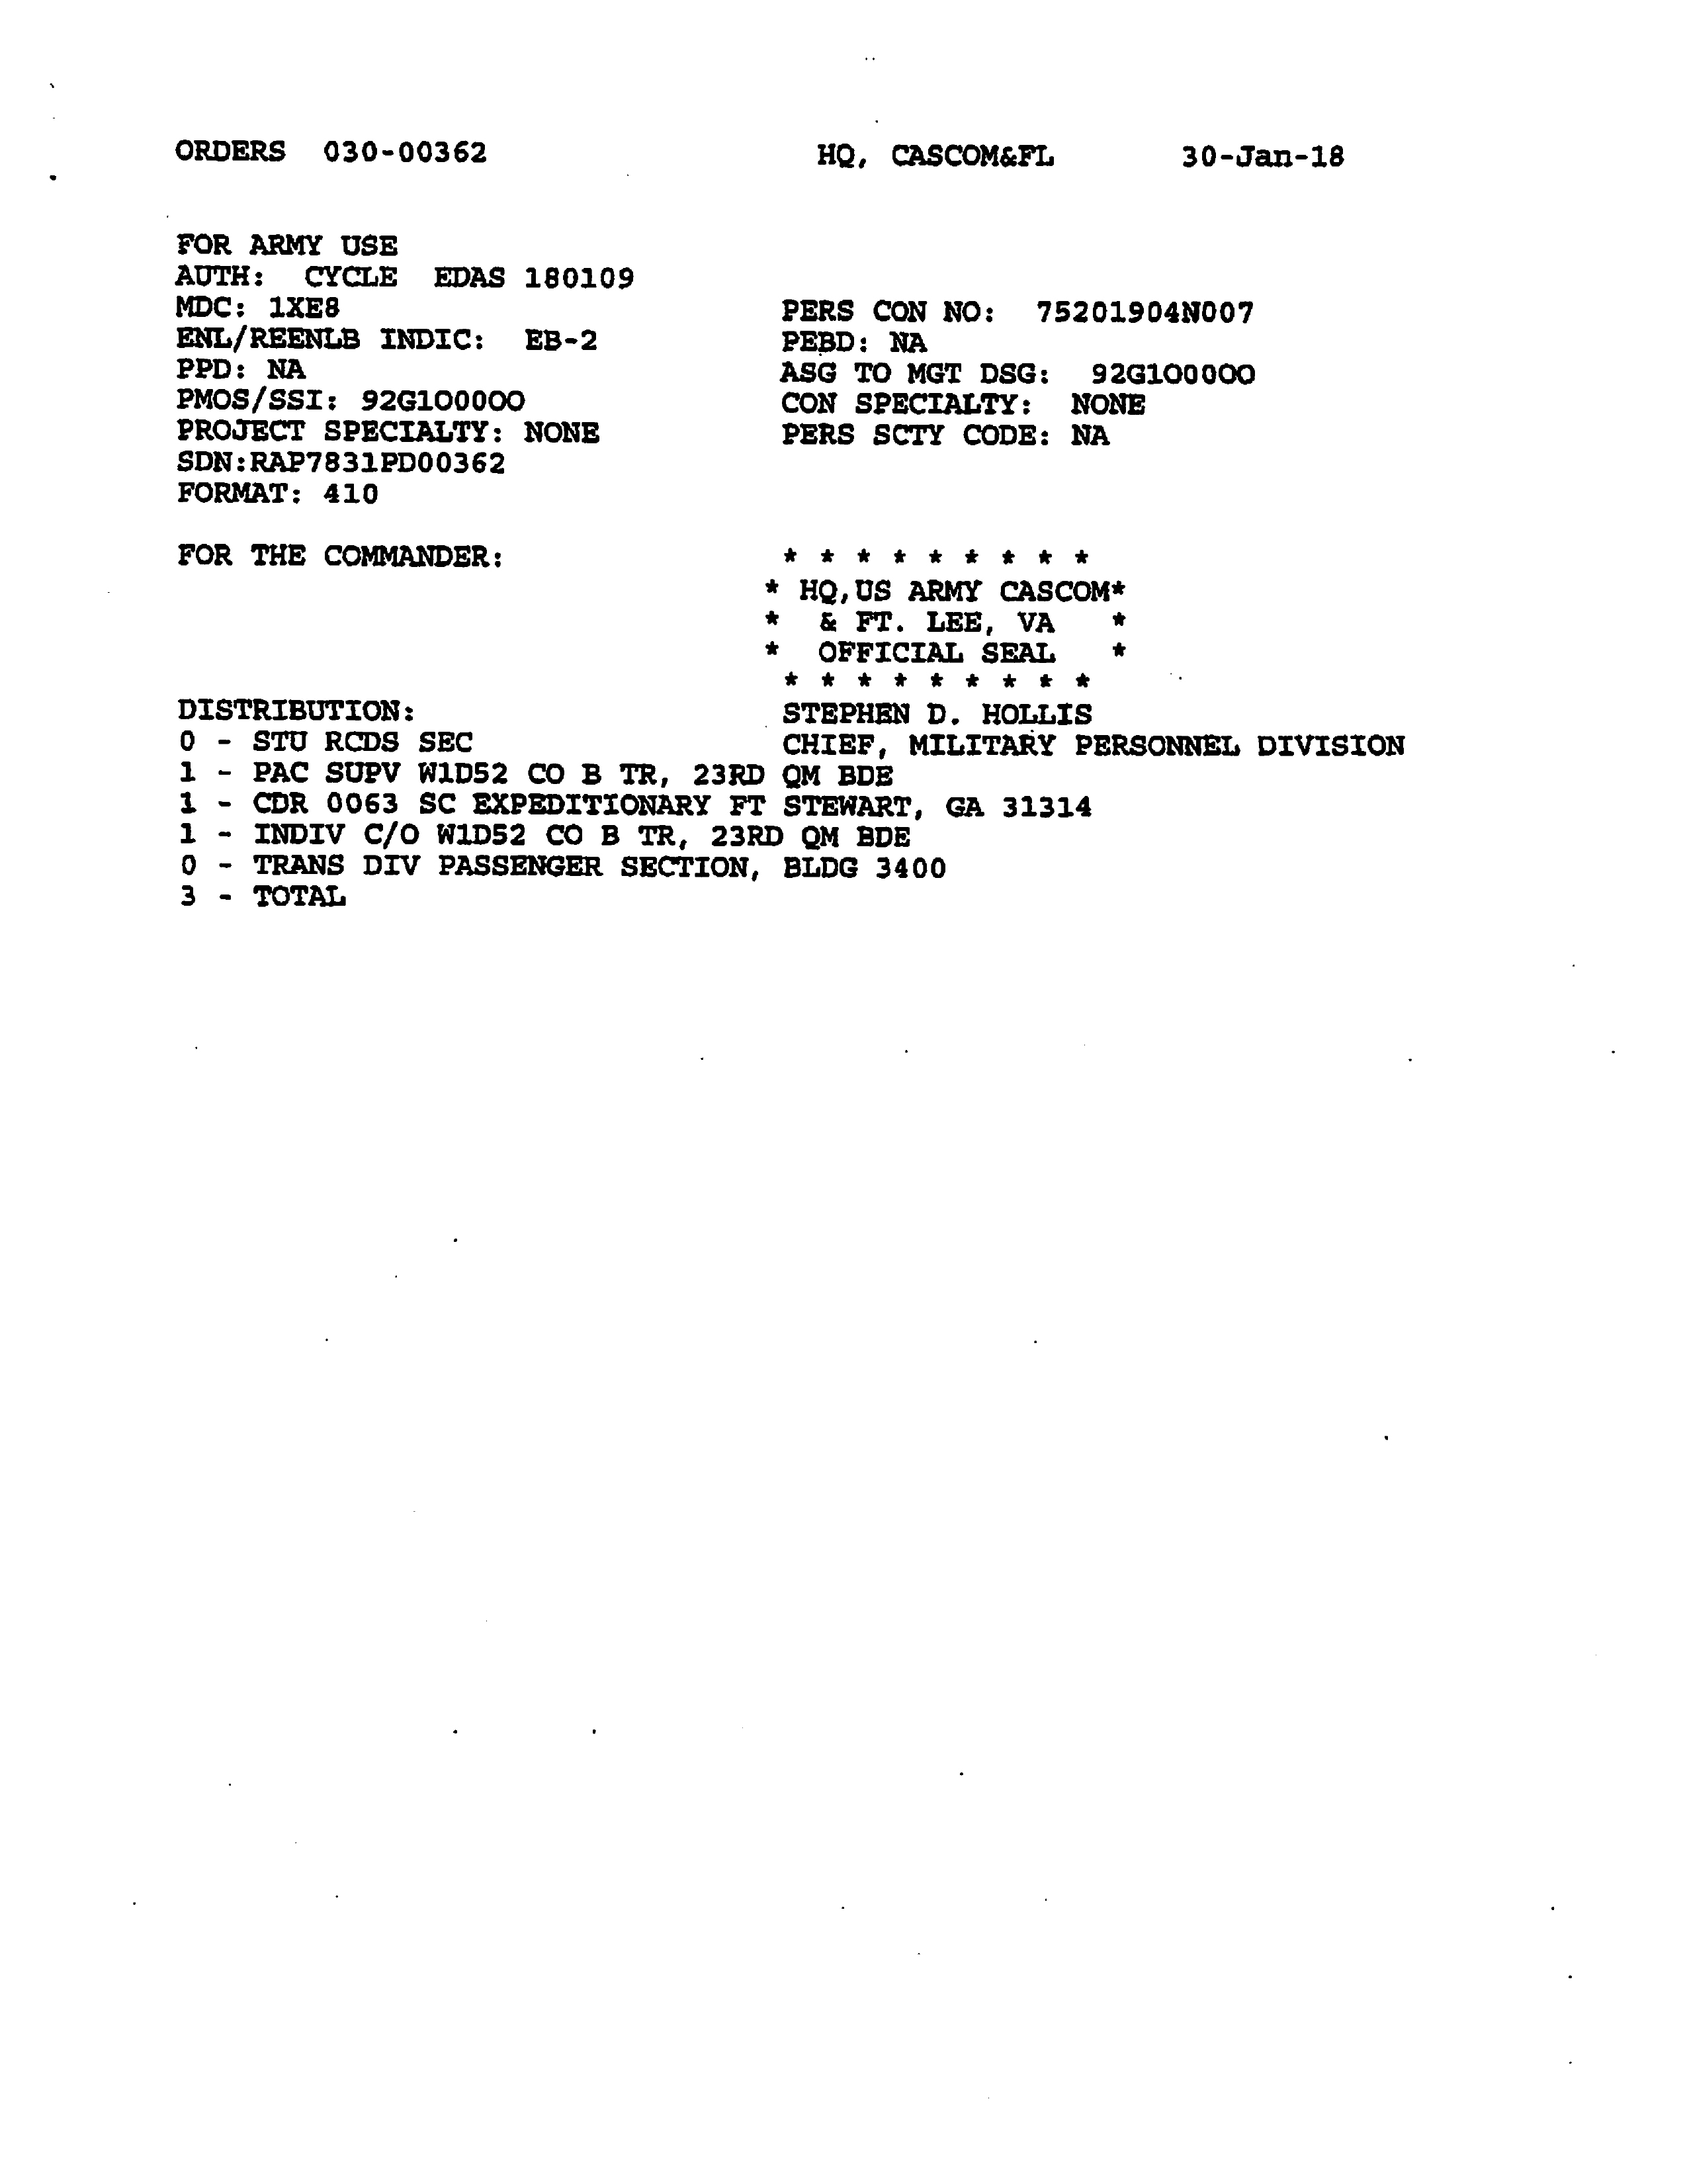 ORDERS 030-00362 HQ, CASCOM&FL 30-Jan-18
FOR ARMY USE
AUTH: CYCLE EDAS 180109
MDC: 1XE8 PERS CON NO: 75201904N007
ENL/REENLB INDIC: EB-2 PEBD: NA
PPD: NA ASG TO MGT DSG: 92G1O00OO
PMOS/SSI: 92G1O00OO CON SPECIALTY: NONE
PROJECT SPECIALTY: NONE PERS SCTY CODE: NA
SDN:RAP7831PD00362
FORMAT: 410
FOR THE COMMANDER: * * * * * * * * *
* HQ,US ARMY CASCOM*
* & FT. LEE, VA *
* OFFICIAL SEAL *
* * * * * * * * *
DISTRIBUTION: STEPHEN D. HOLLIS
0 - STU RCDS SEC CHIEF, MILITARY PERSONNEL DIVISION
1 - PAC SUPV W1D52 CO B TR, 23RD QM BDE
1 - CDR 0063 SC EXPEDITIONARY FT STEWART, GA 31314
1 - INDIV C/O W1D52 CO B TR, 23RD QM BDE
0 - TRANS DIV PASSENGER SECTION, BLDG 3400
3 - TOTAL